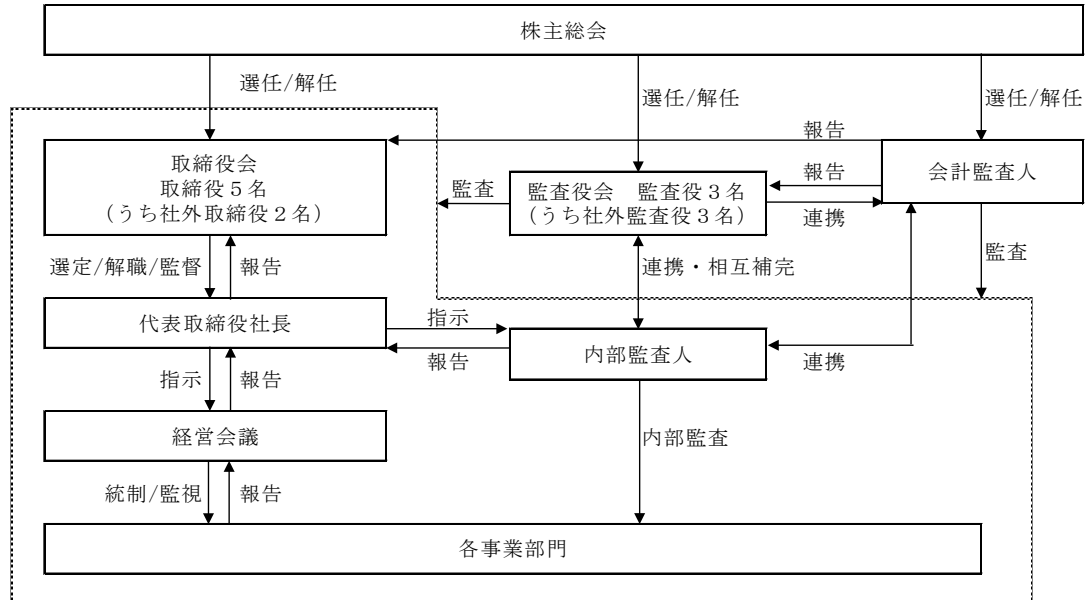 株主総会
選任/解任
選任/解任
選任/解任
報告
取締役会
取締役５名
（うち社外取締役２名）
監査
監査役会　監査役３名
（うち社外監査役３名）
報告
連携
会計監査人
選定/解職/監督
報告
連携・相互補完
監査
代表取締役社長
指示
報告
内部監査人
連携
指示
報告
経営会議
内部監査
統制/監視
報告
各事業部門